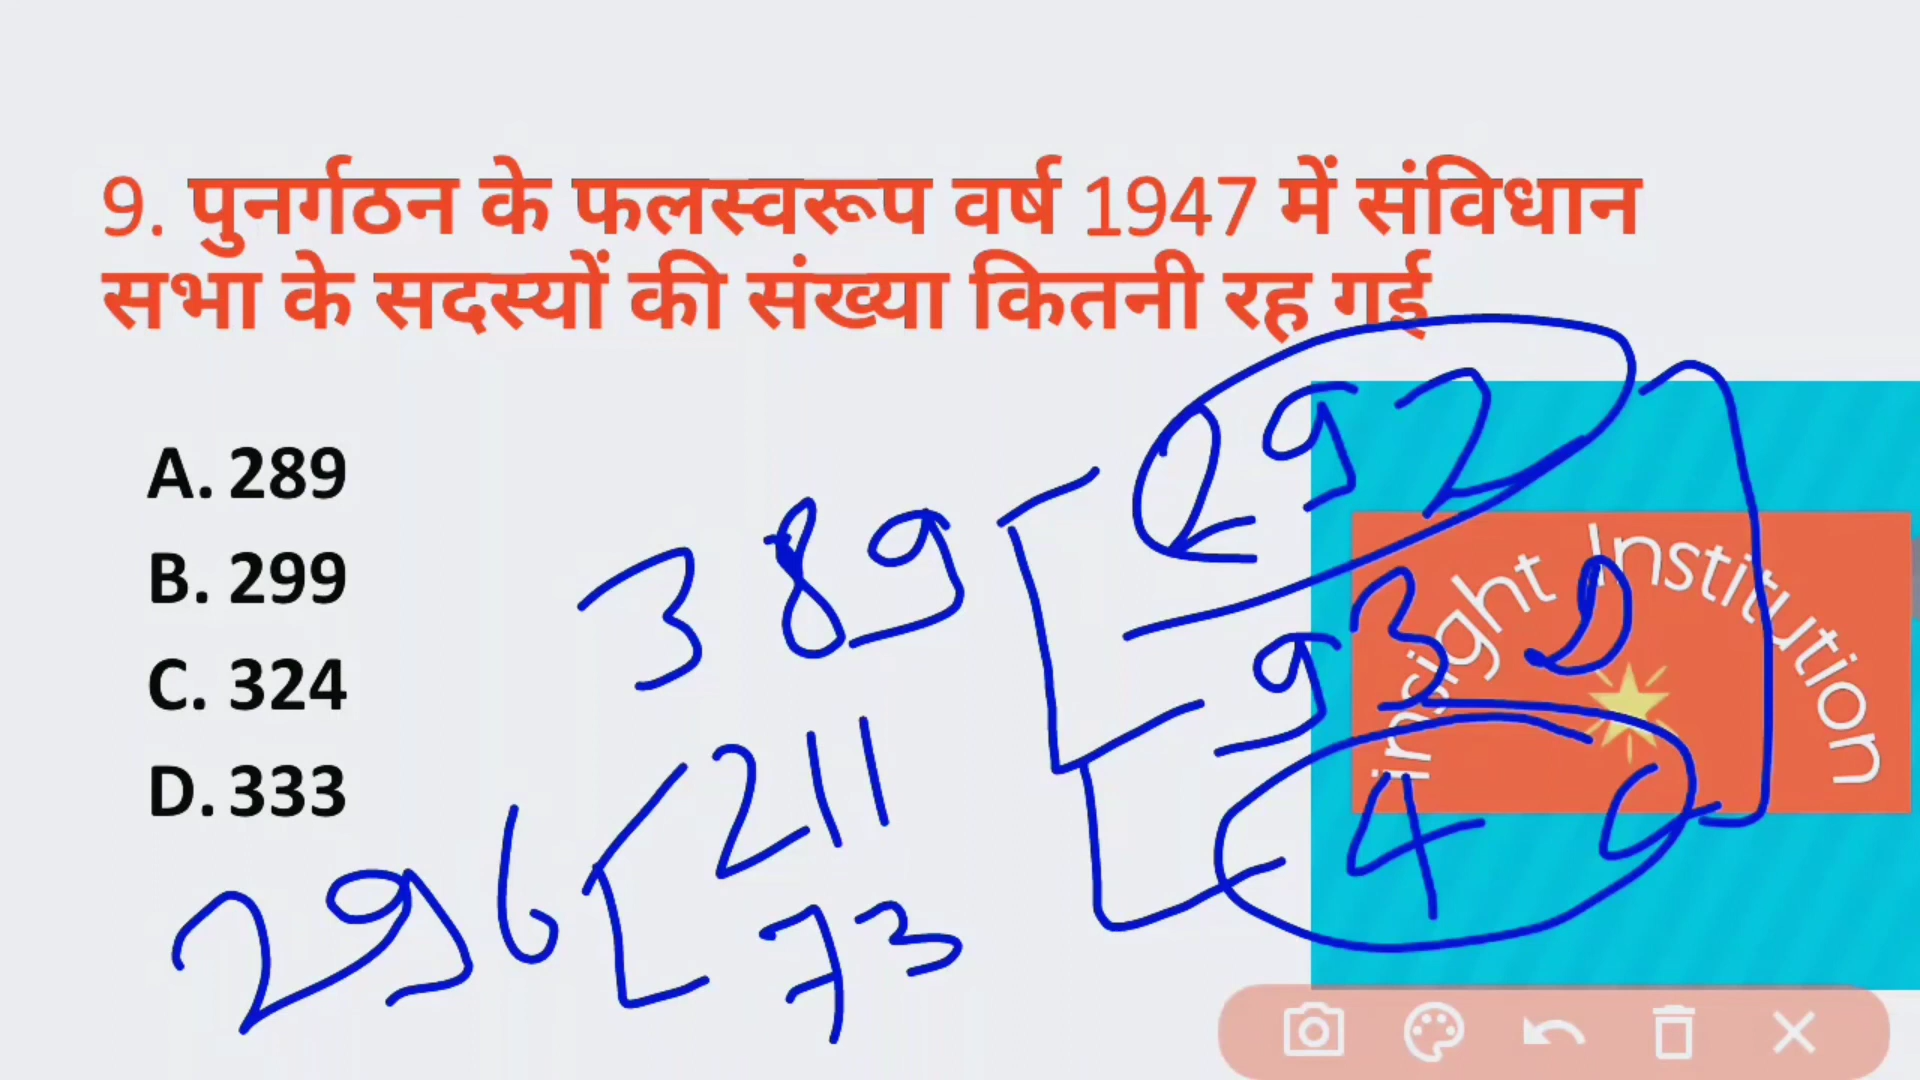 9. पुनर्गठन के फलस्वरूप वर्ष 1947 में संविधान
सभा के सदस्यों की संख्या कितनी रह गई
A. 289
B. 299
C. 324
D. 333
292
389
93
4
211
296
73
insight Institution